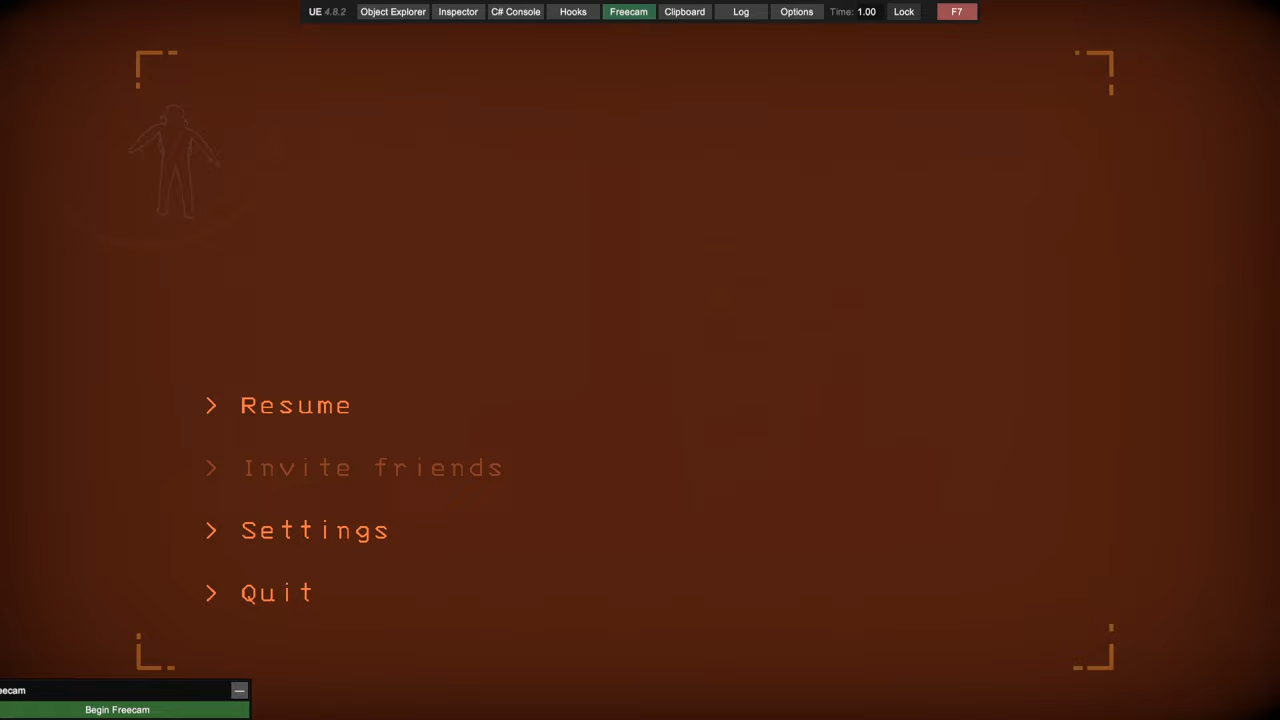 UE 4.8.2 Object Explorer Inspector C# Console Hooks Freecam Clipboard Log Options Time: 1.00 Lock F7
> Resume
> Invite friends
> Settings
> Quit
eecam —
Begin Freecam